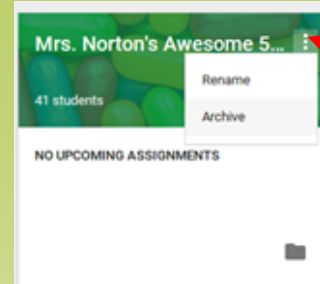 Mrs. Norton's Awesome 5...
Rename
41 students
Archive
NO UPCOMING ASSIGNMENTS